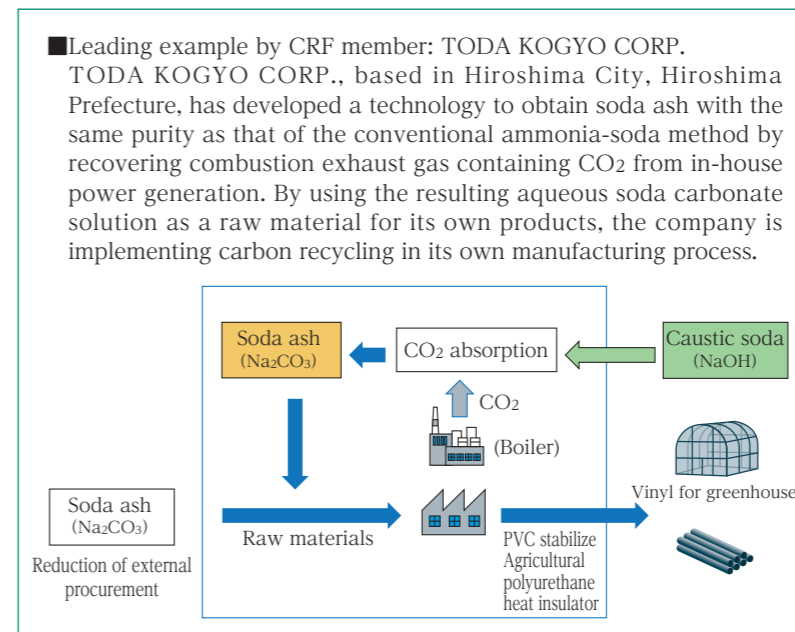 ■Leading example by CRF member: TODA KOGYO CORP.
TODA KOGYO CORP., based in Hiroshima City, Hiroshima
Prefecture, has developed a technology to obtain soda ash with the
same purity as that of the conventional ammonia-soda method by
recovering combustion exhaust gas containing CO2 from in-house
power generation. By using the resulting aqueous soda carbonate
solution as a raw material for its own products, the company is
implementing carbon recycling in its own manufacturing process.
Soda ash
(Na2CO3)
CO2 absorption
Caustic soda
(NaOH)
CO2
(Boiler)
Soda ash
(Na2CO3)
Reduction of external
procurement
Raw materials
PVC stabilize
Agricultural
polyurethane
heat insulator
Vinyl for greenhouse